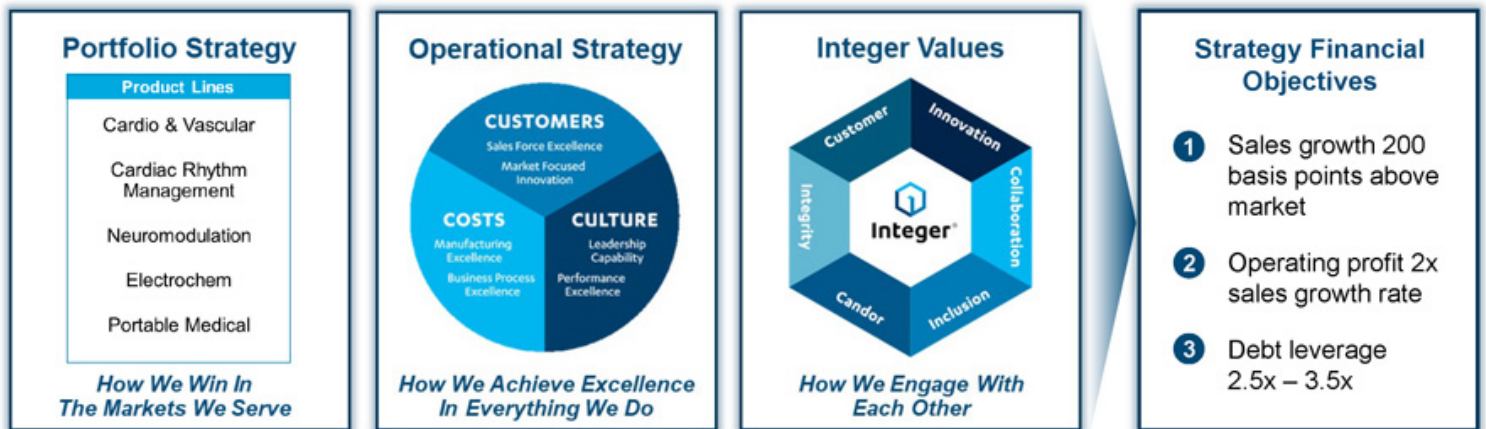 Portfolio Strategy
Product Lines
Cardio & Vascular
Cardiac Rhythm
Management
Neuromodulation
Electrochem
Portable Medical
How We Win In
The Markets We Serve
Operational Strategy
CUSTOMERS
Sales Force Excellence
Market Focused
Innovation
COSTS
Manufacturing
Excellence
Business Process
Excellence
CULTURE
Leadership
Capability
Performance
Excellence
How We Achieve Excellence
In Everything We Do
Integer Values
Customer
Innovation
Collaboration
Inclusion
Candor
Integrity
Integer®
How We Engage With
Each Other
Strategy Financial
Objectives
1 Sales growth 200
basis points above
market
2 Operating profit 2x
sales growth rate
3 Debt leverage
2.5x – 3.5x